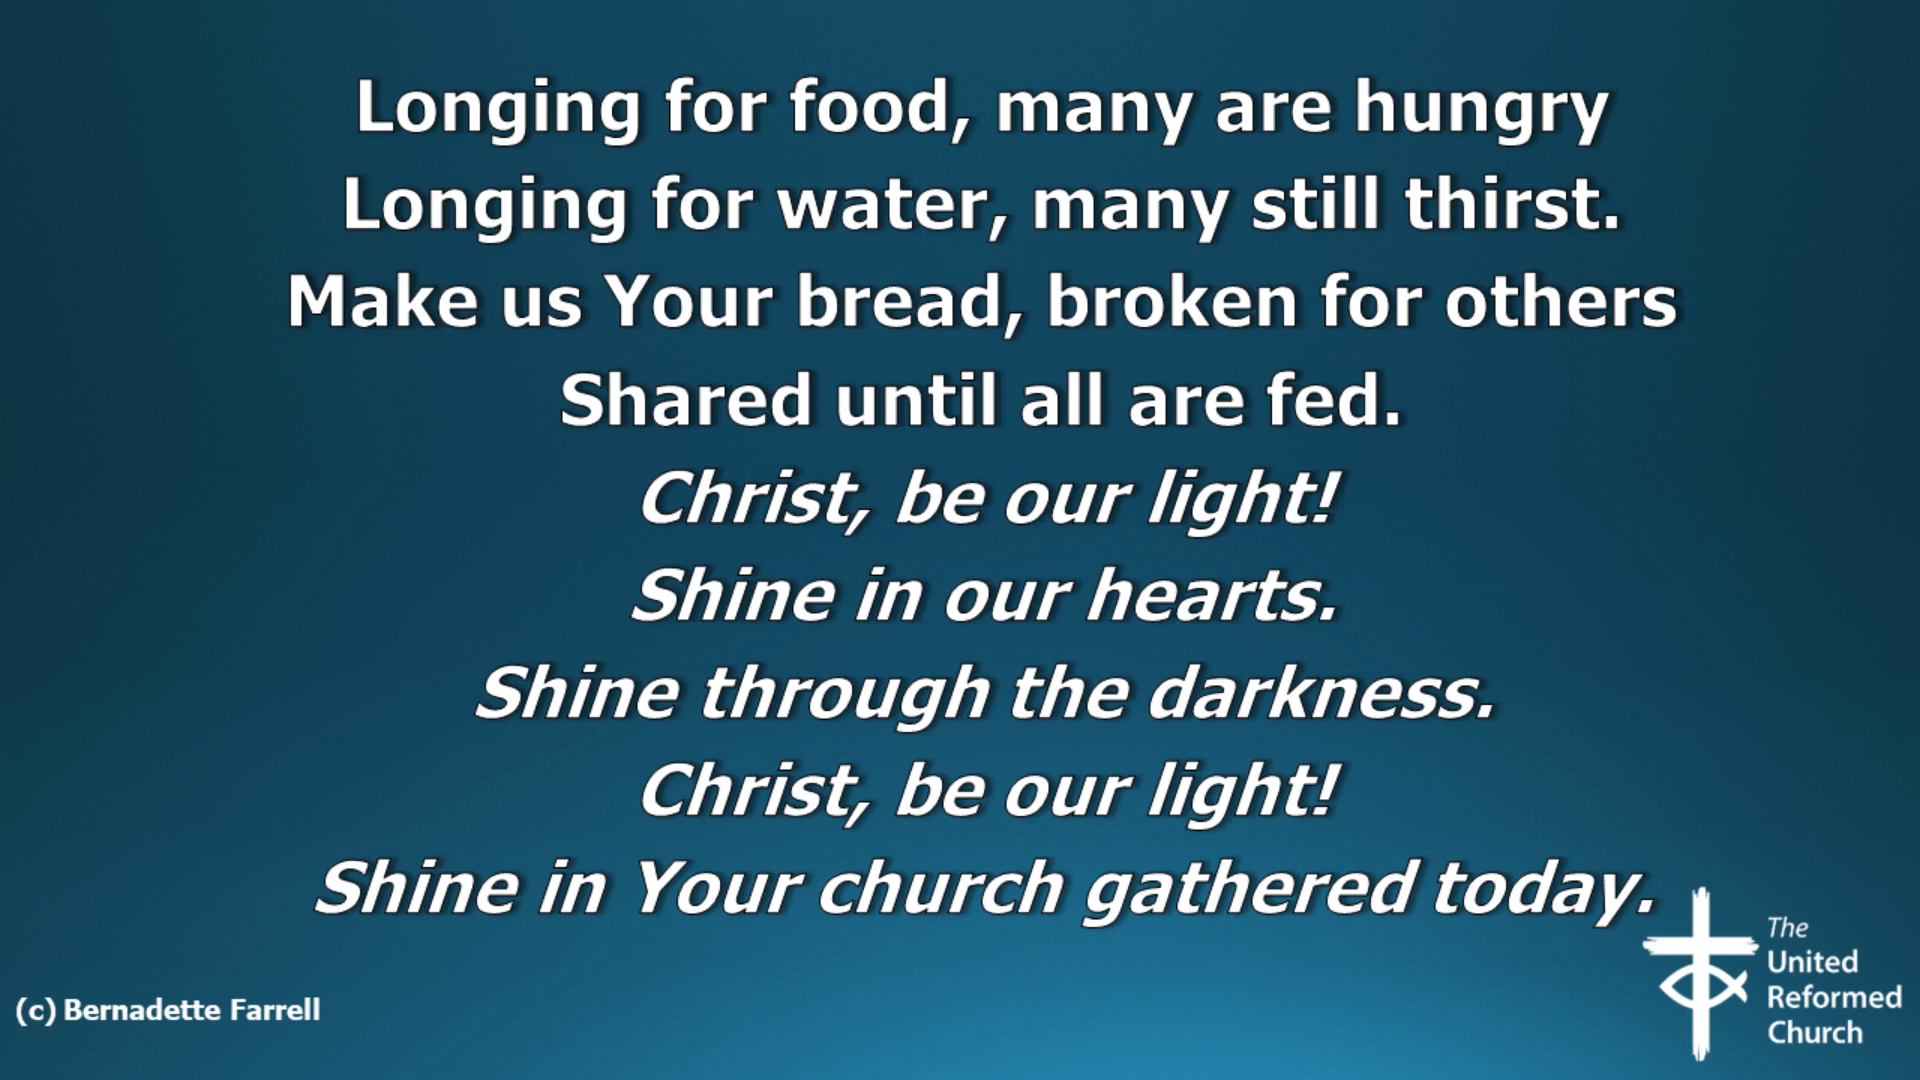 Longing for food, many are hungry
Longing for water, many still thirst.
Make us Your bread, broken for others
Shared until all are fed.
Christ, be our light!
Shine in our hearts.
Shine through the darkness.
Christ, be our light!
Shine in Your church gathered today.
(c) Bernadette Farrell
The
United
Reformed
Church